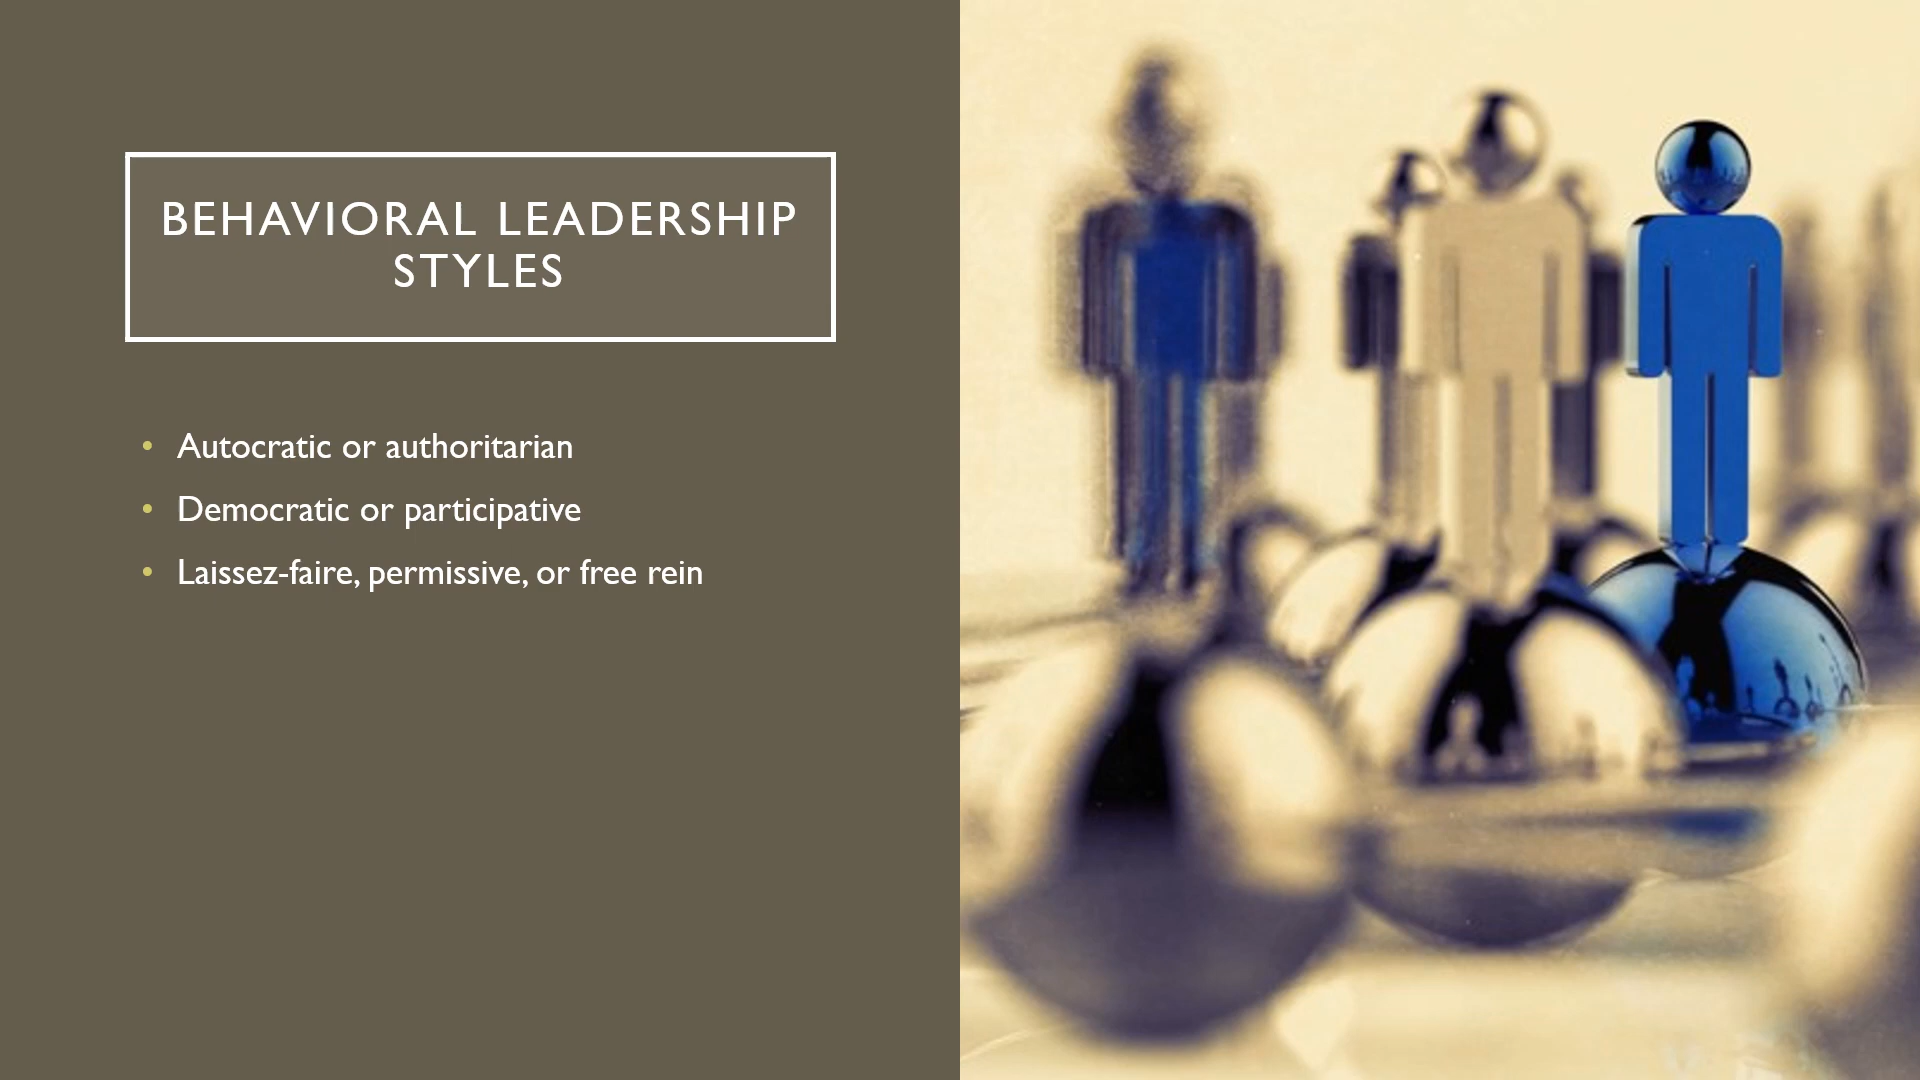 BEHAVIORAL LEADERSHIP
STYLES
• Autocratic or authoritarian
• Democratic or participative
• Laissez-faire, permissive, or free rein